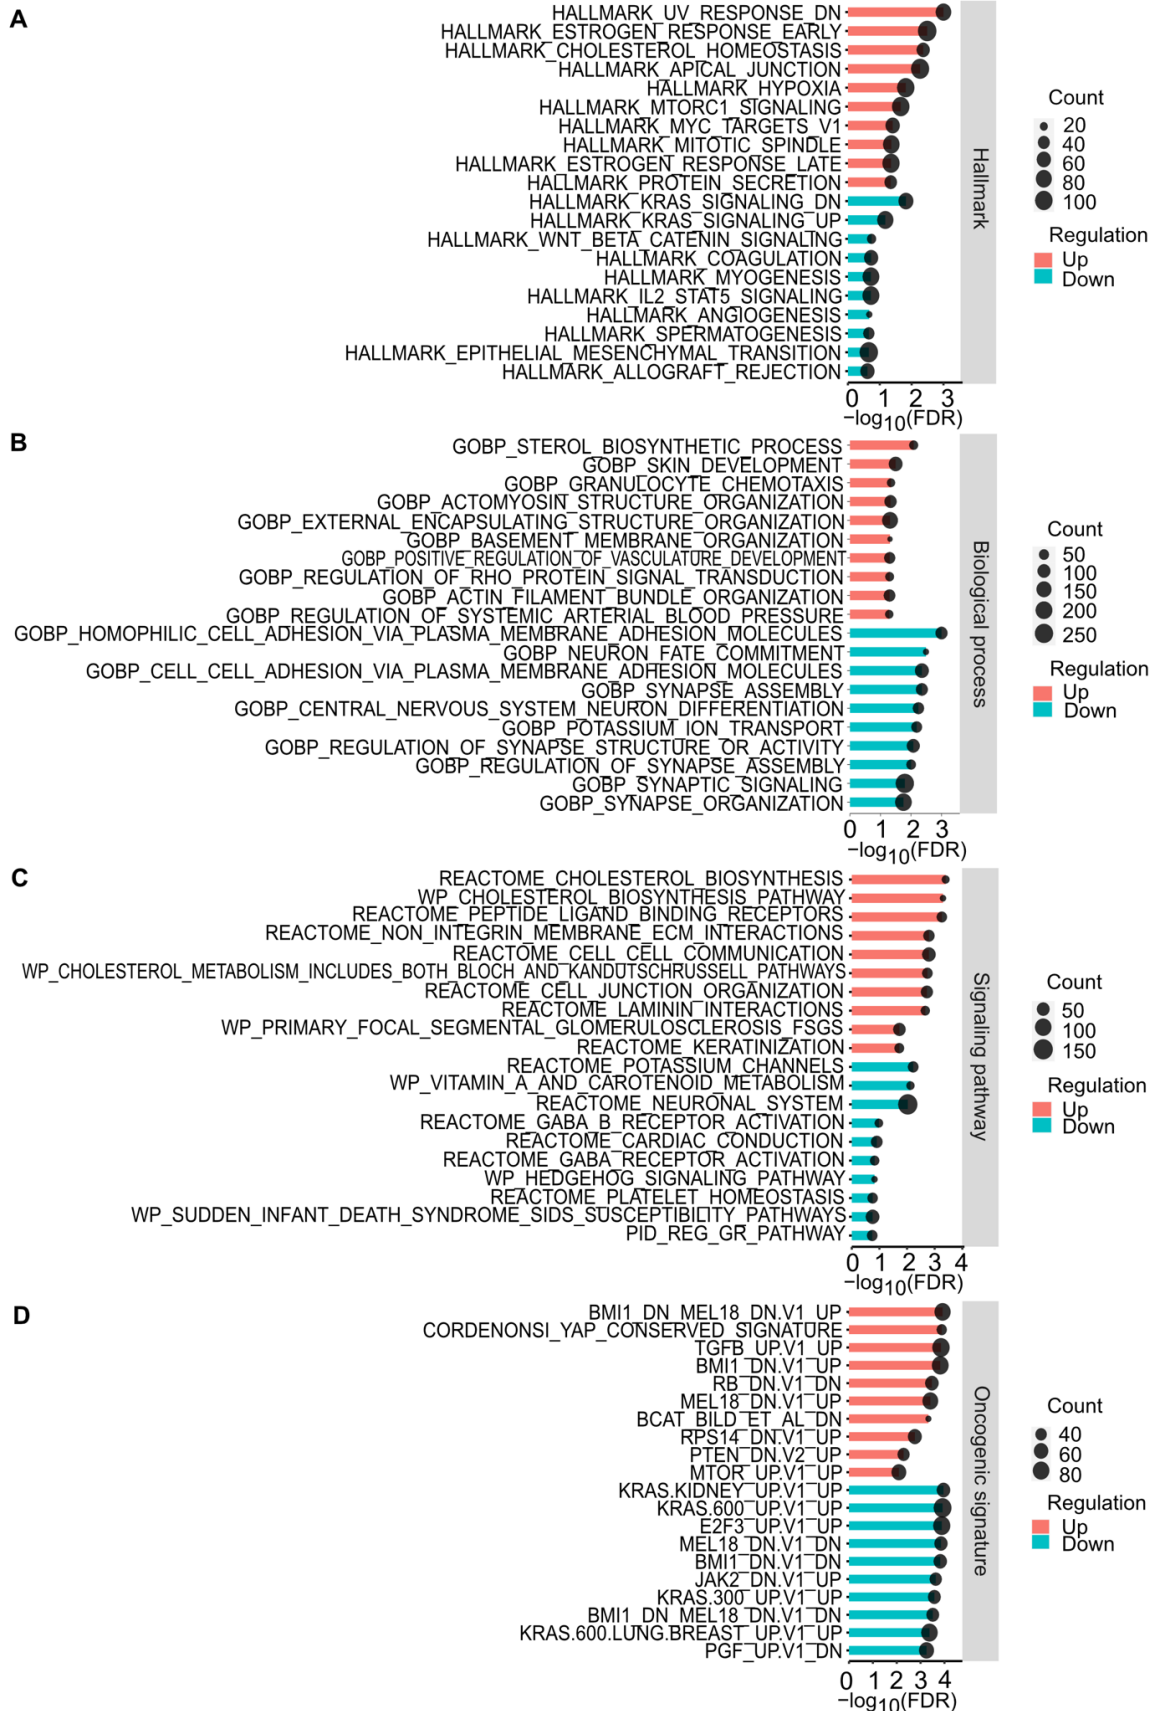 A
HALLMARK_UV_RESPONSE_DN
HALLMARK_ESTROGEN_RESPONSE_EARLY
HALLMARK_CHOLESTEROL_HOMEOSTASIS
HALLMARK_APICAL_JUNCTION
HALLMARK_HYPOXIA
HALLMARK_MTORC1_SIGNALING
HALLMARK_MYC_TARGETS_V1
HALLMARK_MITOTIC_SPINDLE
HALLMARK_ESTROGEN_RESPONSE_LATE
HALLMARK_PROTEIN_SECRETION
HALLMARK_KRAS_SIGNALING_DN
HALLMARK_KRAS_SIGNALING_UP
HALLMARK_WNT_BETA_CATENIN_SIGNALING
HALLMARK_COAGULATION
HALLMARK_MYOGENESIS
HALLMARK_IL2_STAT5_SIGNALING
HALLMARK_ANGIOGENESIS
HALLMARK_SPERMATOGENESIS
HALLMARK_EPITHELIAL_MESENCHYMAL_TRANSITION
HALLMARK_ALLOGRAFT_REJECTION
0 1 2 3
−log10(FDR)
Hallmark
Count
20
40
60
80
100
Regulation
Up
Down
B
GOBP_STEROL_BIOSYNTHETIC_PROCESS
GOBP_SKIN_DEVELOPMENT
GOBP_GRANULOCYTE_CHEMOTAXIS
GOBP_ACTOMYOSIN_STRUCTURE_ORGANIZATION
GOBP_EXTERNAL_ENCAPSULATING_STRUCTURE_ORGANIZATION
GOBP_BASEMENT_MEMBRANE_ORGANIZATION
GOBP_POSITIVE_REGULATION_OF_VASCULATURE_DEVELOPMENT
GOBP_REGULATION_OF_RHO_PROTEIN_SIGNAL_TRANSDUCTION
GOBP_ACTIN_FILAMENT_BUNDLE_ORGANIZATION
GOBP_REGULATION_OF_SYSTEMIC_ARTERIAL_BLOOD_PRESSURE
GOBP_HOMOPHILIC_CELL_ADHESION_VIA_PLASMA_MEMBRANE_ADHESION_MOLECULES
GOBP_NEURON_FATE_COMMITMENT
GOBP_CELL_CELL_ADHESION_VIA_PLASMA_MEMBRANE_ADHESION_MOLECULES
GOBP_SYNAPSE_ASSEMBLY
GOBP_CENTRAL_NERVOUS_SYSTEM_NEURON_DIFFERENTIATION
GOBP_POTASSIUM_ION_TRANSPORT
GOBP_REGULATION_OF_SYNAPSE_STRUCTURE_OR_ACTIVITY
GOBP_REGULATION_OF_SYNAPSE_ASSEMBLY
GOBP_SYNAPTIC_SIGNALING
GOBP_SYNAPSE_ORGANIZATION
0 1 2 3
−log10(FDR)
Biological process
Count
50
100
150
200
250
Regulation
Up
Down
C
REACTOME_CHOLESTEROL_BIOSYNTHESIS
WP_CHOLESTEROL_BIOSYNTHESIS_PATHWAY
REACTOME_PEPTIDE_LIGAND_BINDING_RECEPTORS
REACTOME_NON_INTEGRIN_MEMBRANE_ECM_INTERACTIONS
REACTOME_CELL_CELL_COMMUNICATION
WP_CHOLESTEROL_METABOLISM_INCLUDES_BOTH_BLOCH_AND_KANDUTSCHRUSSELL_PATHWAYS
REACTOME_CELL_JUNCTION_ORGANIZATION
REACTOME_LAMININ_INTERACTIONS
WP_PRIMARY_FOCAL_SEGMENTAL_GLOMERULOSCLEROSIS_FSGS
REACTOME_KERATINIZATION
REACTOME_POTASSIUM_CHANNELS
WP_VITAMIN_A_AND_CAROTENOID_METABOLISM
REACTOME_NEURONAL_SYSTEM
REACTOME_GABA_B_RECEPTOR_ACTIVATION
REACTOME_CARDIAC_CONDUCTION
REACTOME_GABA_RECEPTOR_ACTIVATION
WP_HEDGEHOG_SIGNALING_PATHWAY
REACTOME_PLATELET_HOMEOSTASIS
WP_SUDDEN_INFANT_DEATH_SYNDROME_SIDS_SUSCEPTIBILITY_PATHWAYS
PID_REG_GR_PATHWAY
0 1 2 3 4
−log10(FDR)
Signaling pathway
Count
50
100
150
Regulation
Up
Down
D
BMI1_DN_MEL18_DN.V1_UP
CORDENONSI_YAP_CONSERVED_SIGNATURE
TGFB_UP.V1_UP
BMI1_DN.V1_UP
RB_DN.V1_DN
MEL18_DN.V1_UP
BCAT_BILD_ET_AL_DN
RPS14_DN.V1_UP
PTEN_DN.V2_UP
MTOR_UP.V1_UP
KRAS.KIDNEY_UP.V1_UP
KRAS.600_UP.V1_UP
E2F3_UP.V1_UP
MEL18_DN.V1_DN
BMI1_DN.V1_DN
JAK2_DN.V1_UP
KRAS.300_UP.V1_UP
BMI1_DN_MEL18_DN.V1_DN
KRAS.600.LUNG.BREAST_UP.V1_UP
PGF_UP.V1_DN
0 1 2 3 4
−log10(FDR)
Oncogenic signature
Count
40
60
80
Regulation
Up
Down